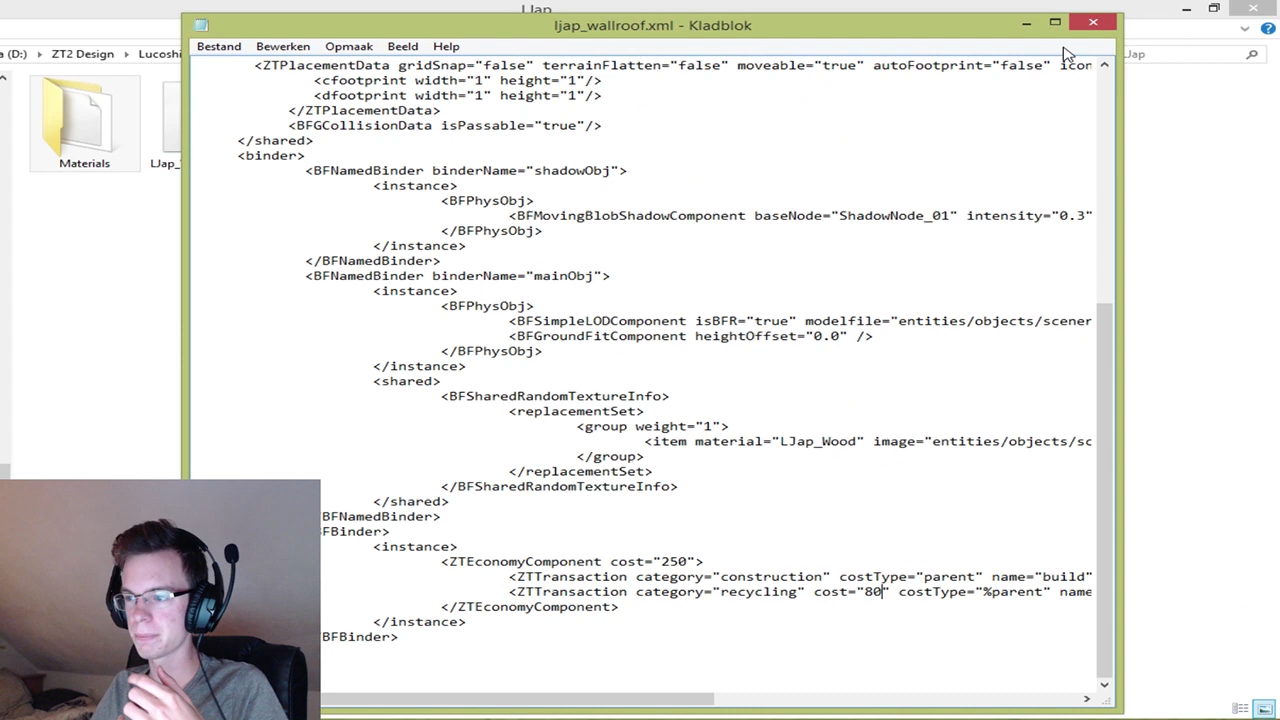 LJap
ljap_wallroof.xml - Kladblok
Bestand Bewerken Opmaak Beeld Help
a (D:) ZT2 Design Lucoshi
LJap
<ZTPlacementData gridSnap="false" terrainFlatten="false" moveable="true" autoFootprint="false"
<cfootprint width="1" height="1"/>
<dfootprint width="1" height="1"/>
</ZTPlacementData>
<BFGCollisionData isPassable="true"/>
</shared>
<binder>
Materials
LJap_
<BFNamedBinder binderName="shadowObj">
<instance>
<BFPhysObj>
<BFMovingBlobShadowComponent baseNode="ShadowNode_01" intensity="0.3"
</BFPhysObj>
</instance>
</BFNamedBinder>
<BFNamedBinder binderName="mainObj">
<instance>
<BFPhysObj>
<BFSimpleLODComponent isBFR="true" modelfile="entities/objects/scener
<BFGroundFitComponent heightOffset="0.0" />
</BFPhysObj>
</instance>
<shared>
<BFSharedRandomTextureInfo>
<replacementSet>
<group weight="1">
<item material="LJap_Wood" image="entities/objects/sc
</group>
</replacementSet>
</BFSharedRandomTextureInfo>
</shared>
BFNamedBinder>
BFBinder>
<instance>
<ZTEconomyComponent cost="250">
<ZTTransaction category="construction" costType="parent" name="build"
<ZTTransaction category="recycling" cost="80" costType="%parent" name
</ZTEconomyComponent>
</instance>
BFBinder>